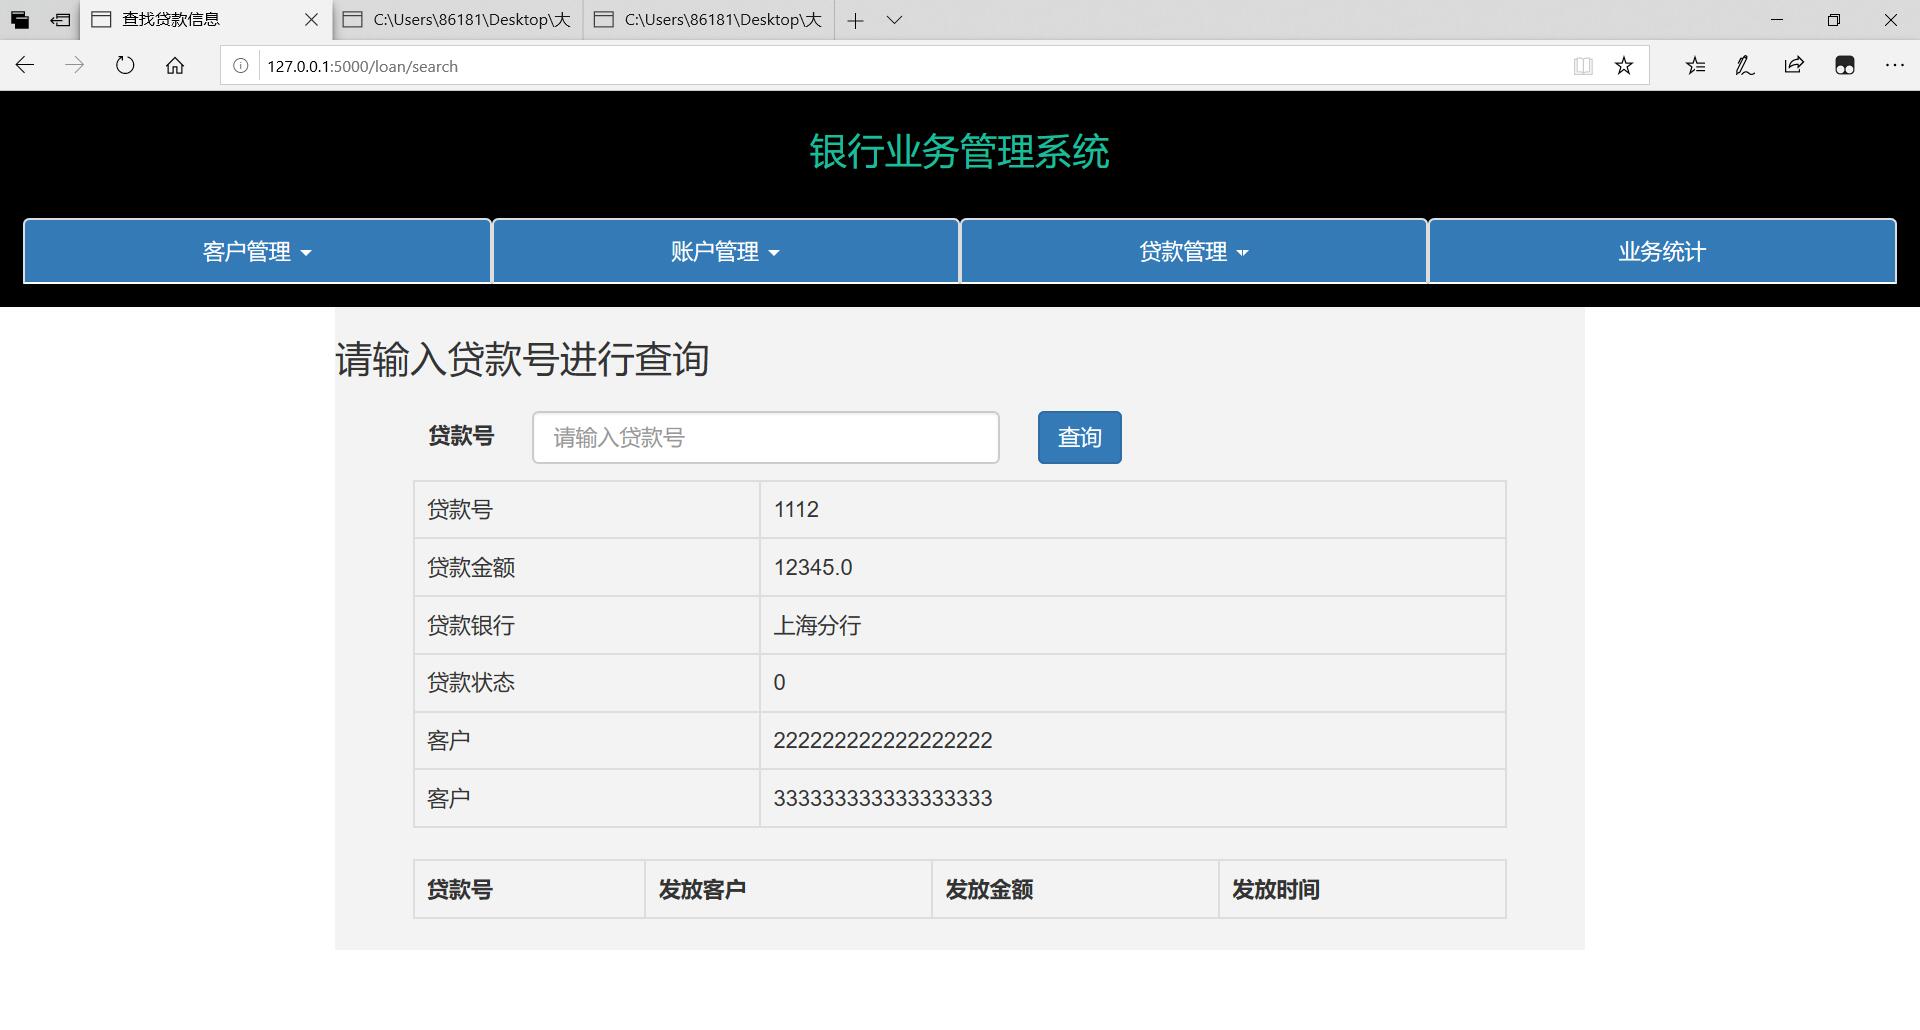 查找贷款信息
C:\Users\86181\Desktop\大
C:\Users\86181\Desktop\大
127.0.0.1:5000/loan/search
银行业务管理系统
客户管理 账户管理 贷款管理 业务统计
请输入贷款号进行查询
贷款号 请输入贷款号 查询
贷款号 1112
贷款金额 12345.0
贷款银行 上海分行
贷款状态 0
客户 222222222222222222
客户 333333333333333333
贷款号 发放客户 发放金额 发放时间